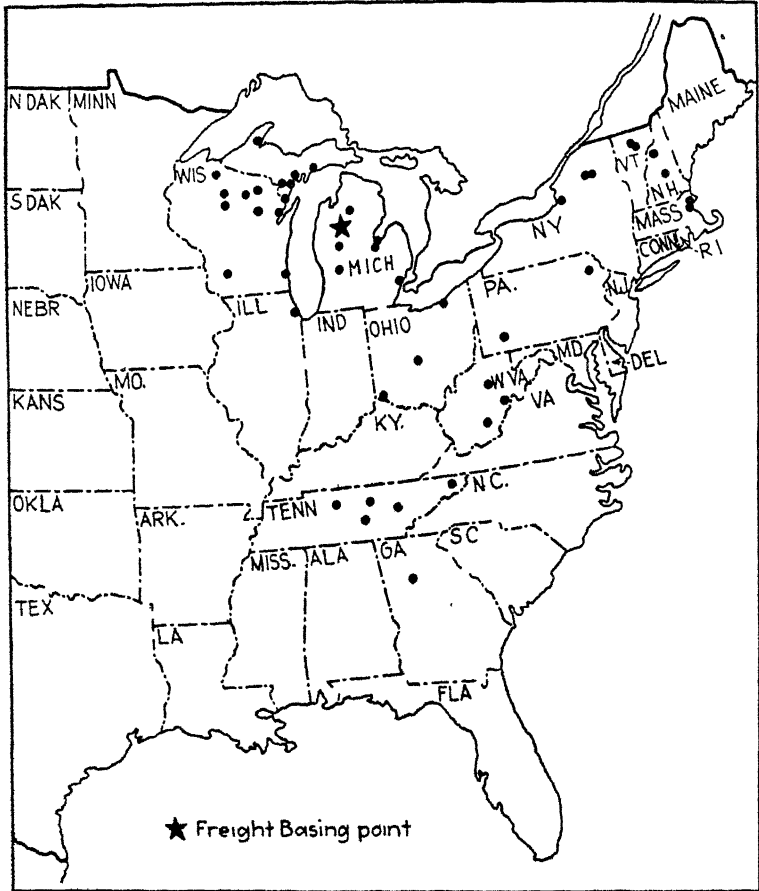 N DAK
MINN
MAINE
WIS
VT
N H
S DAK
MASS
NY
CONN
RI
MICH
IOWA
PA.
N.J.
NEBR
ILL
IND
OHIO
MD
DEL
MO.
W VA
VA
KANS
KY.
N C.
OKLA
ARK.
TENN
S C
MISS.
ALA
GA
TEX
LA
FLA
★ Freight Basing point